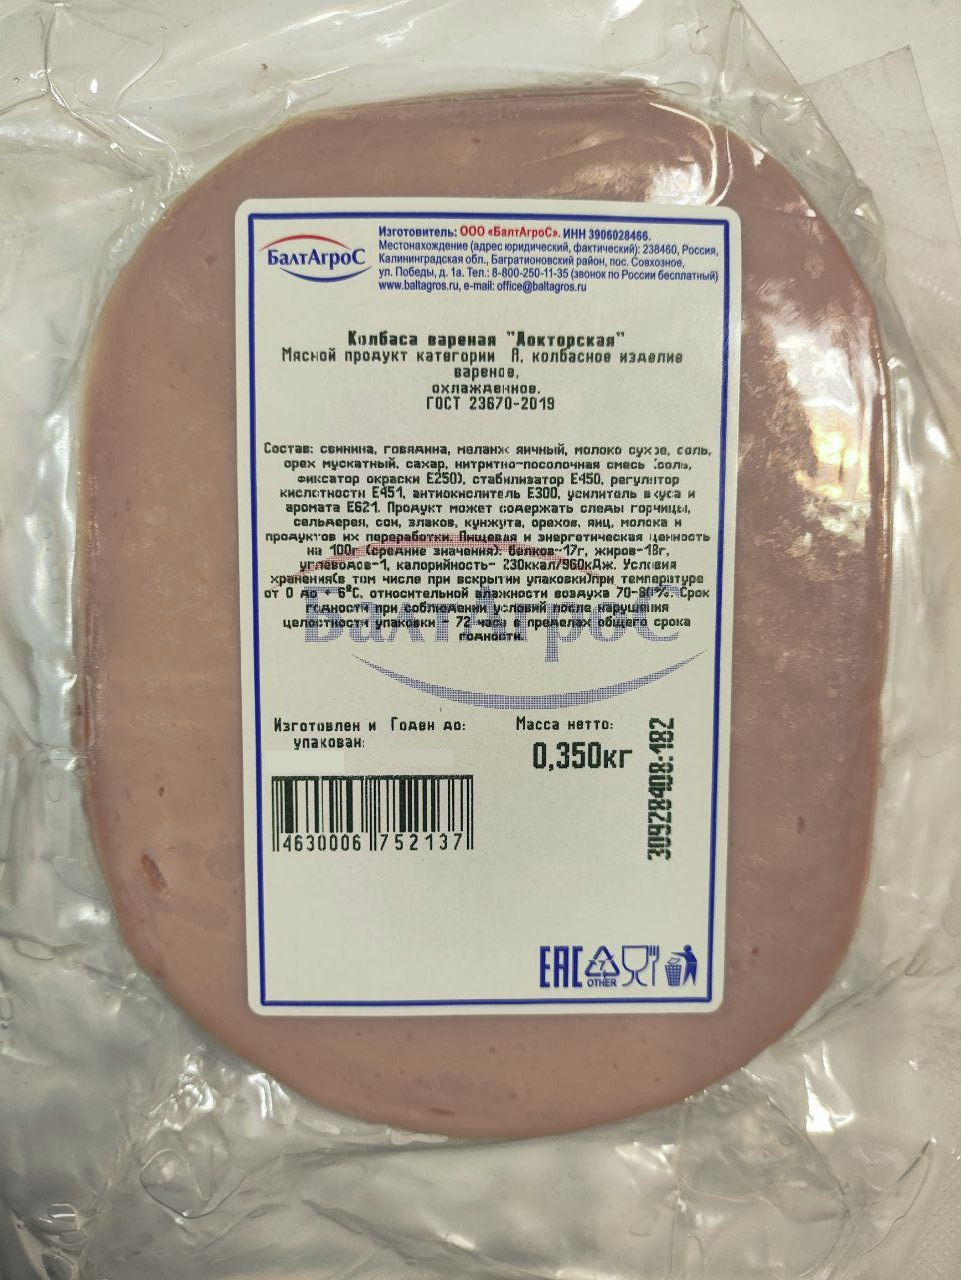 БалтАгроС
Изготовитель: ООО «БалтАгроС». ИНН 3906028466.
Местонахождение (адрес юридический, фактический): 238460, Россия,
Калининградская обл., Багратионовский район, пос. Совхозное,
ул. Победы, д. 1а. Тел.: 8-800-250-11-35 (звонок по России бесплатный)
www.baltagros.ru, e-mail: office@baltagros.ru
Колбаса вареная "Докторская"
Мясной продукт категории А, колбасное изделие
вареное,
охлажденное.
ГОСТ 23670-2019
Состав: свинина, говядина, меланж яичный, молоко сухое, соль,
орех мускатный, сахар, нитритно-посолочная смесь (соль,
фиксатор окраски Е250), стабилизатор Е450, регулятор
кислотности Е451, антиокислитель Е300, усилитель вкуса и
аромата Е621. Продукт может содержать следы горчицы,
сельдерея, сои, злаков, кунжута, орехов, яиц, молока и
продуктов их переработки. Пищевая и энергетическая ценность
на 100г (средние значения): белков-17г, жиров-18г,
углеводов-1, калорийность- 230ккал/960кДж. Условия
хранения(в том числе при вскрытии упаковки)при температуре
от 0 до + 6°С, относительной влажности воздуха 70-80%. Срок
годности при соблюдении условий после нарушения
целостности упаковки - 72 часа в пределах общего срока
годности.
БалтАгроС
Изготовлен и Годен до:
упакован:
Масса нетто:
0,350кг
30928408:182
4630006 752137
EAC
7
OTHER